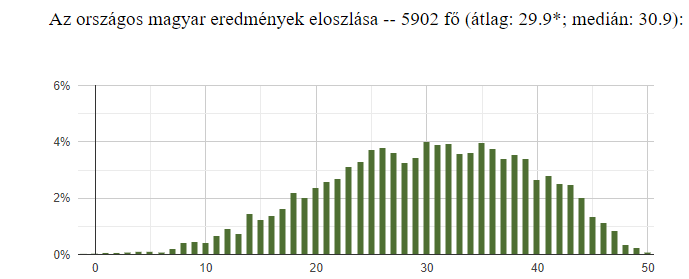 Az országos magyar eredmények eloszlása -- 5902 fő (átlag: 29.9*; medián: 30.9):
6%
4%
2%
0%
0 10 20 30 40 50